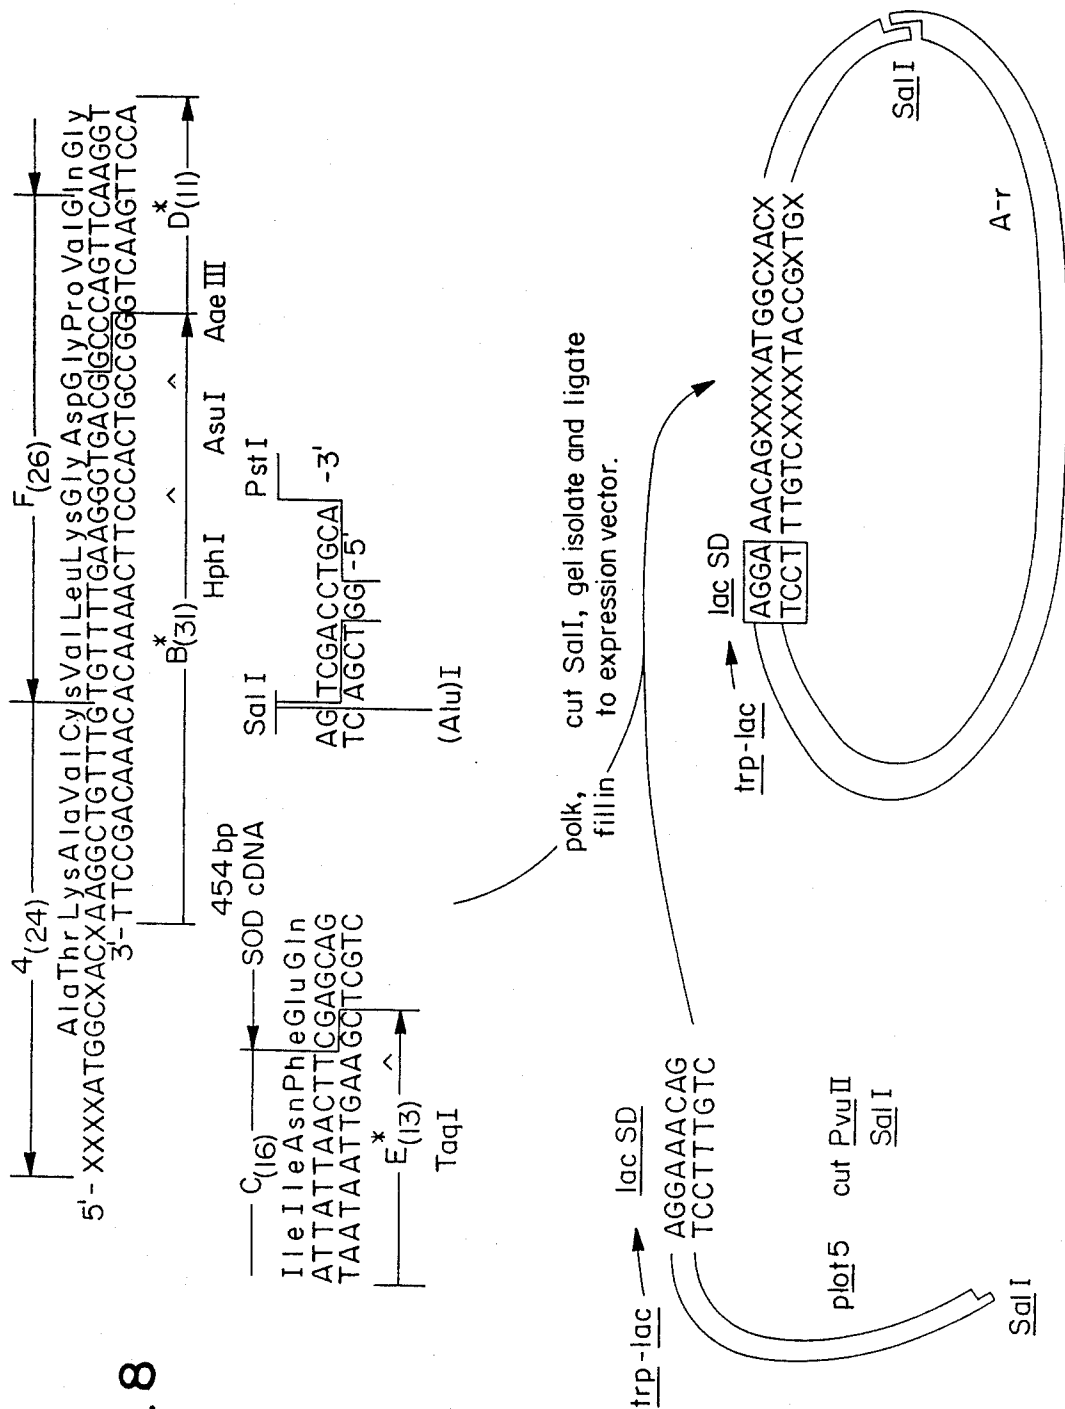 4(24)
F(26)
AlaThrLysAlaValCysValLeuLysGlyAspGlyProValGlnGly
5'-XXXXATGGCXACXAAGGCTGTTTGTGTTTTGAAGGGTGACGGCCCAGTTCAAGGT
3'-TTCCGACAAACACAAAACTTCCCACTGCCGGGTCAAGTTCCA
B*(31)
D*(11)
HphI
AsuI
AaeIII
C(16)
454bp
SOD cDNA
IleIleAsnPheGluGln
ATTATTAACTTCGAGCAG
TAATAATTGAAGCTCGTC
E*(13)
TaqI
SalI
PstI
AGTCGACCTGCA -3'
TCAGCTGG -5'
(Alu)I
polk, cut SalI, gel isolate and ligate
fill in to expression vector.
trp-lac
lac SD
AGGAAACAG
TCCTTTGTC
plot5 cut PvuII
SalI
SalI
trp-lac
lac SD
AGGA AACAGXXXXATGGCXACX
TCCT TTGTCXXXXTACCGXTGX
SalI
A-r
. 8